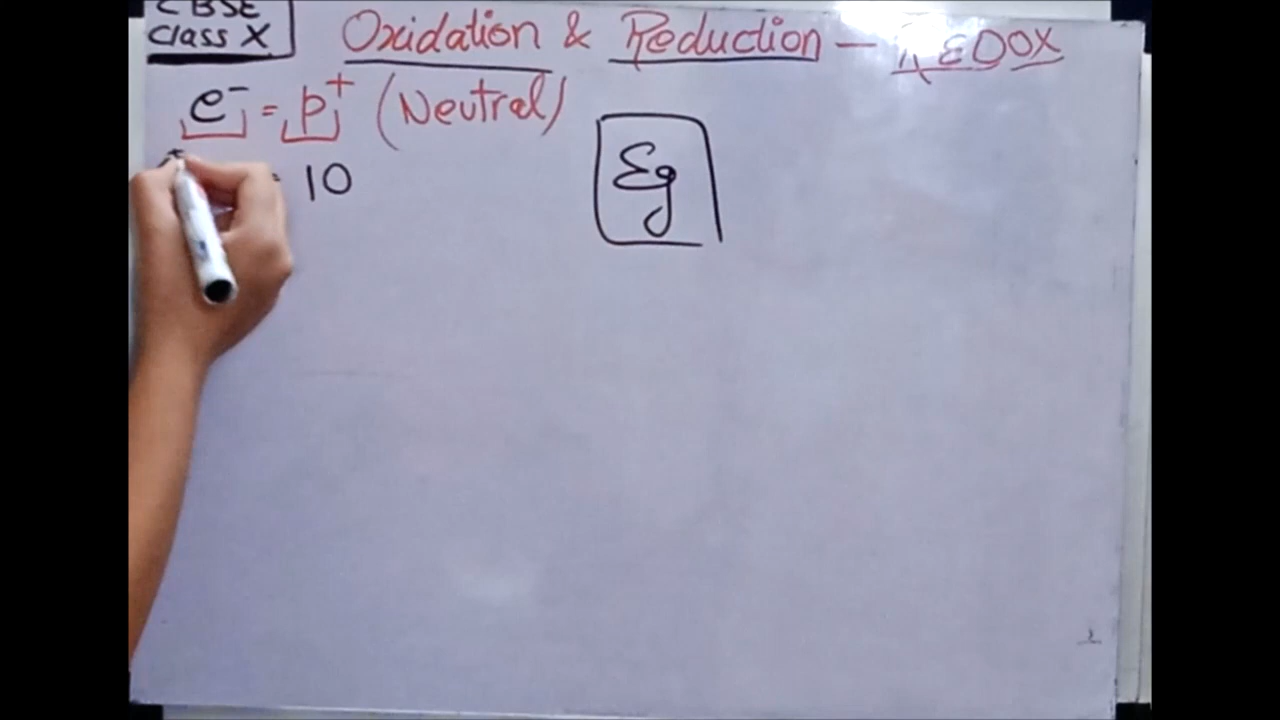 CBSE
Class X
Oxidation & Reduction — REDOX
e⁻ = p⁺ (Neutral)
= 10
Eg